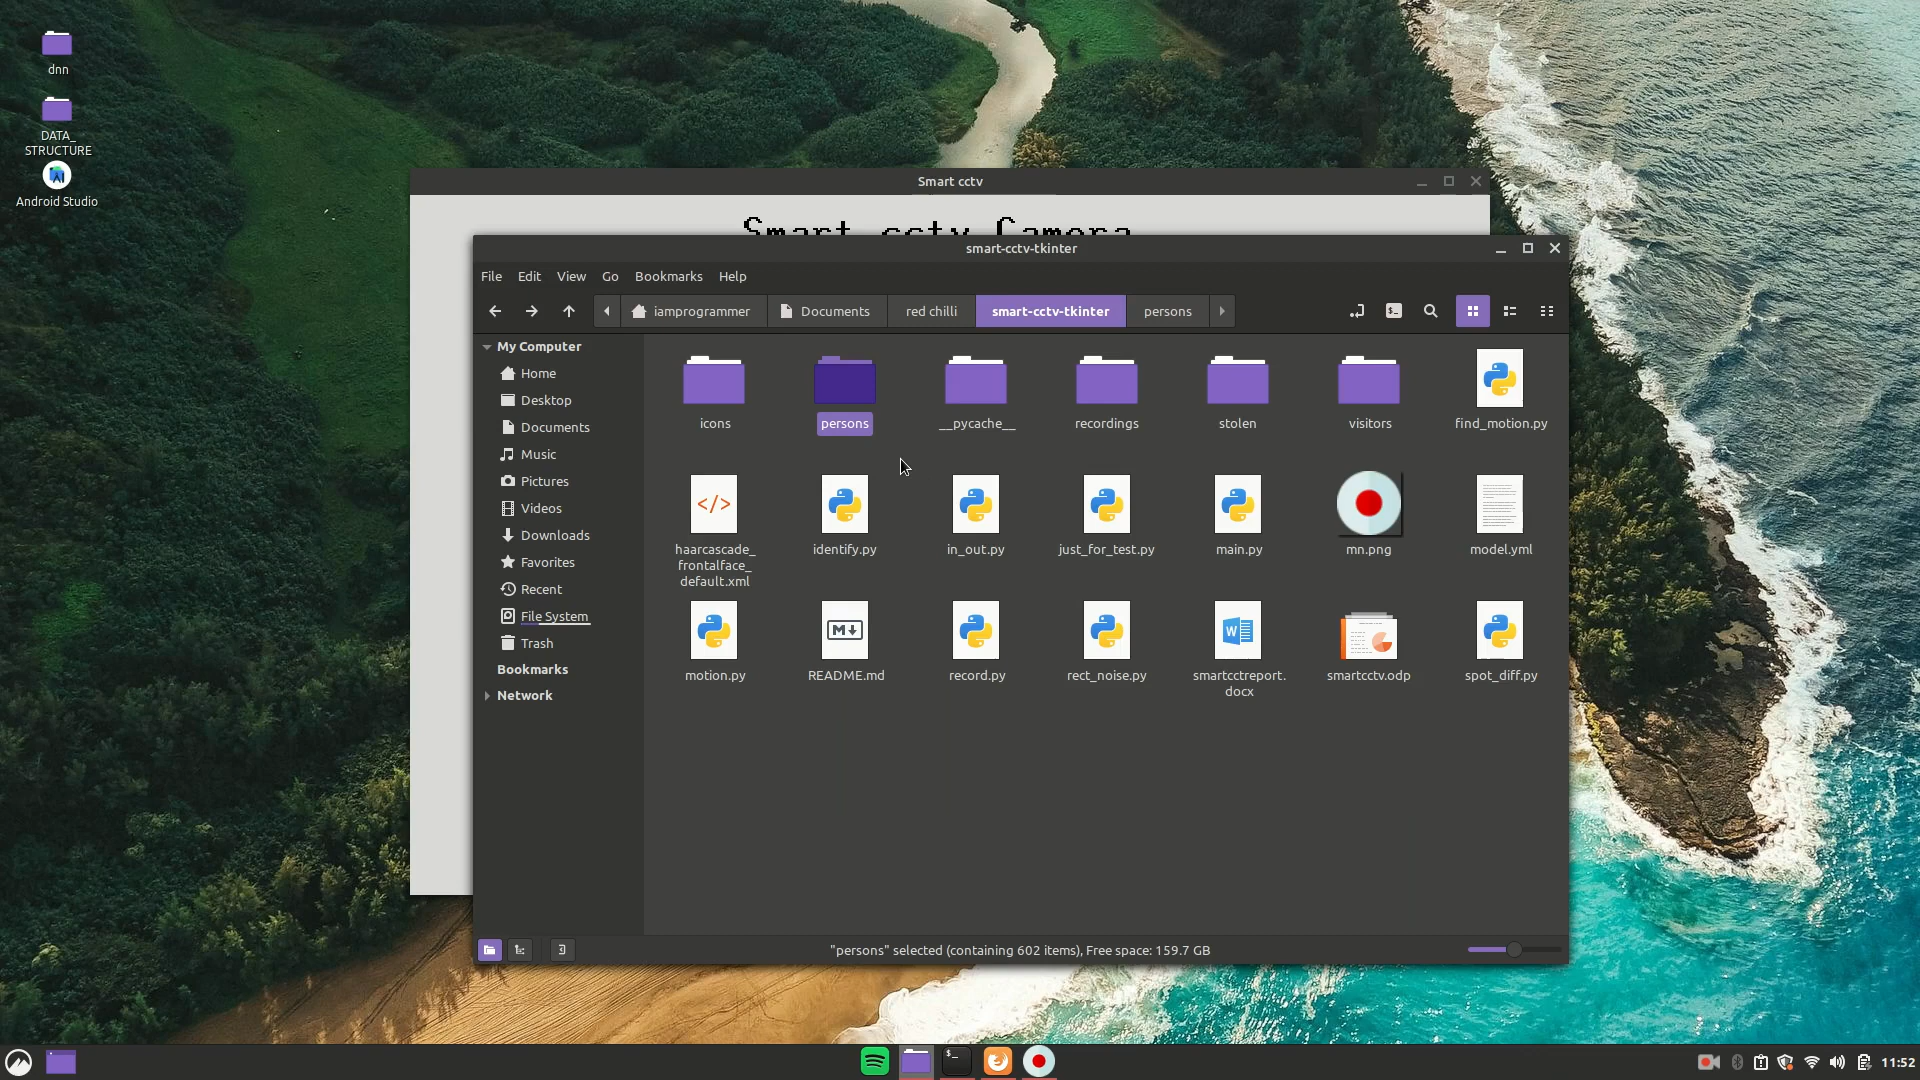 dnn
DATA_
STRUCTURE
Android Studio
Smart cctv
Smart cctv Camera
smart-cctv-tkinter
File Edit View Go Bookmarks Help
iamprogrammer Documents red chilli smart-cctv-tkinter persons
My Computer
Home
Desktop
Documents
Music
Pictures
Videos
Downloads
Favorites
Recent
File System
Trash
Bookmarks
Network
icons persons __pycache__ recordings stolen visitors find_motion.py
haarcascade_
frontalface_
default.xml
identify.py in_out.py just_for_test.py main.py mn.png model.yml
motion.py README.md record.py rect_noise.py smartcctreport.
docx
smartcctv.odp spot_diff.py
"persons" selected (containing 602 items), Free space: 159.7 GB
11:52